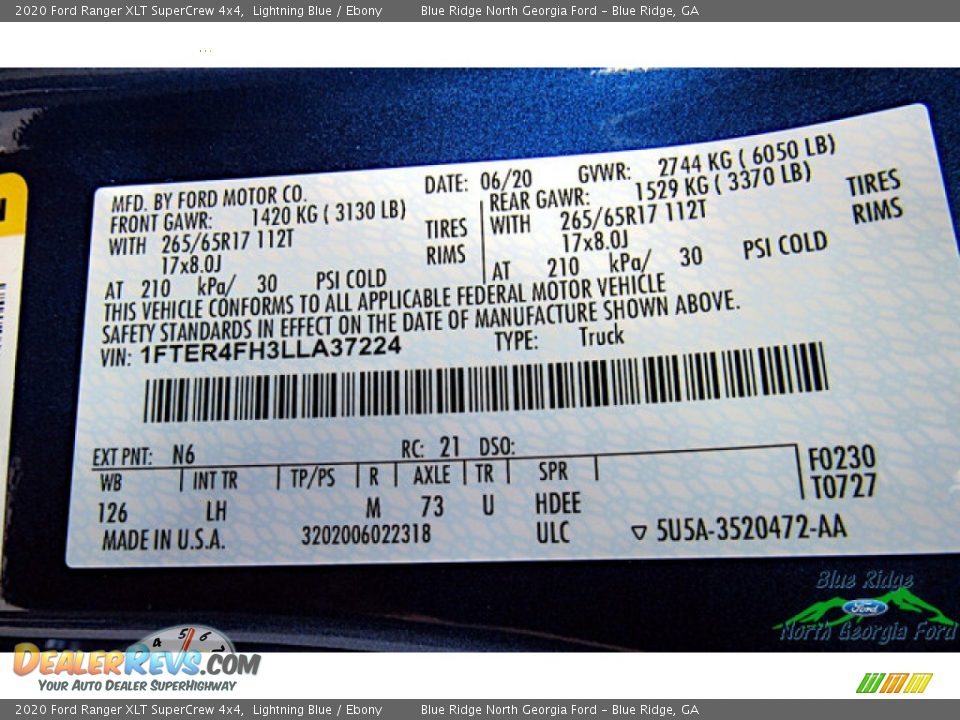 2020 Ford Ranger XLT SuperCrew 4x4, Lightning Blue / Ebony Blue Ridge North Georgia Ford – Blue Ridge, GA
MFD. BY FORD MOTOR CO. DATE: 06/20 GVWR: 2744 KG ( 6050 LB)
FRONT GAWR: 1420 KG ( 3130 LB) REAR GAWR: 1529 KG ( 3370 LB)
WITH 265/65R17 112T TIRES WITH 265/65R17 112T TIRES
17x8.0J RIMS 17x8.0J RIMS
AT 210 kPa/ 30 PSI COLD AT 210 kPa/ 30 PSI COLD
THIS VEHICLE CONFORMS TO ALL APPLICABLE FEDERAL MOTOR VEHICLE
SAFETY STANDARDS IN EFFECT ON THE DATE OF MANUFACTURE SHOWN ABOVE.
VIN: 1FTER4FH3LLA37224 TYPE: Truck
EXT PNT: N6 RC: 21 DSO: F0230
WB INT TR TP/PS R AXLE TR SPR T0727
126 LH M 73 U HDEE
MADE IN U.S.A. 3202006022318 ULC ▽ 5U5A-3520472-AA
Blue Ridge
Ford
North Georgia Ford
4 5 6
DEALERREVS.COM
YOUR AUTO DEALER SUPERHIGHWAY
2020 Ford Ranger XLT SuperCrew 4x4, Lightning Blue / Ebony Blue Ridge North Georgia Ford – Blue Ridge, GA